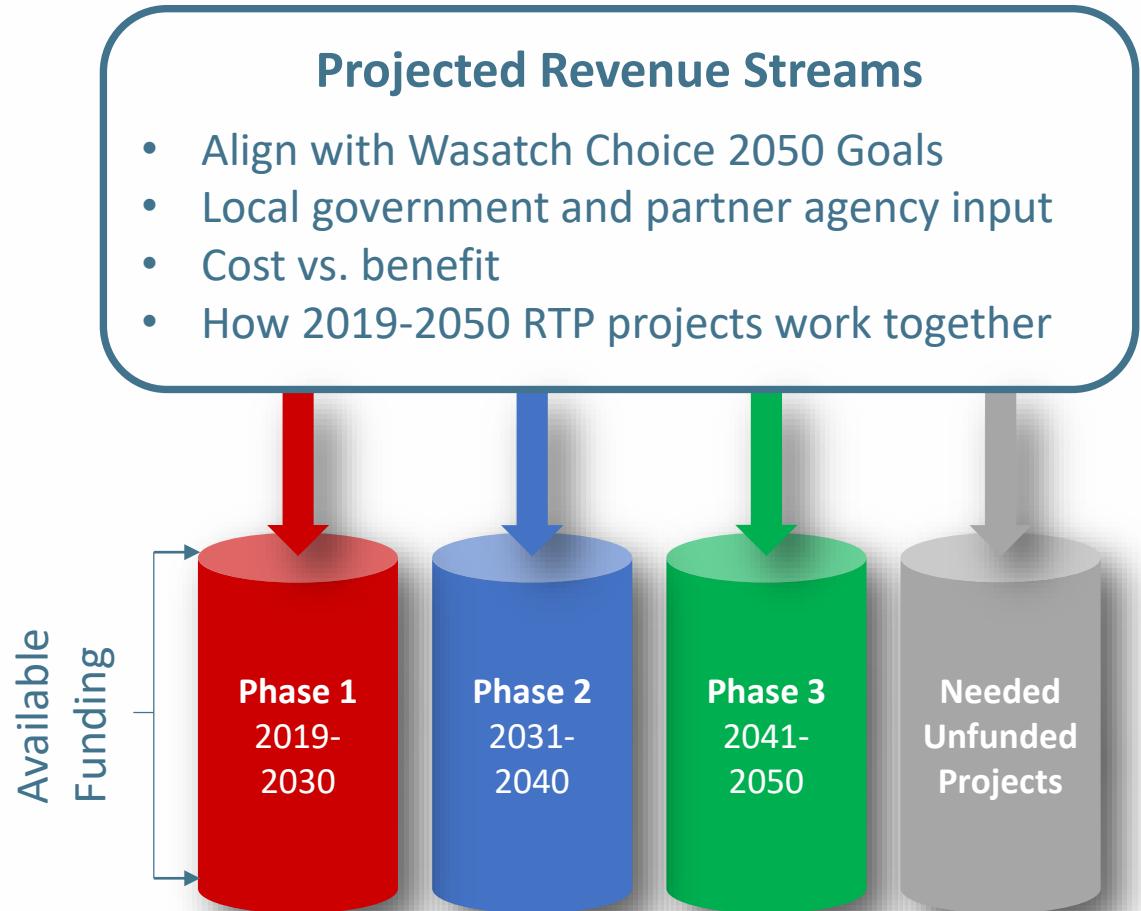 Projected Revenue Streams
• Align with Wasatch Choice 2050 Goals
• Local government and partner agency input
• Cost vs. benefit
• How 2019-2050 RTP projects work together
Available
Funding
Phase 1
2019-
2030
Phase 2
2031-
2040
Phase 3
2041-
2050
Needed
Unfunded
Projects